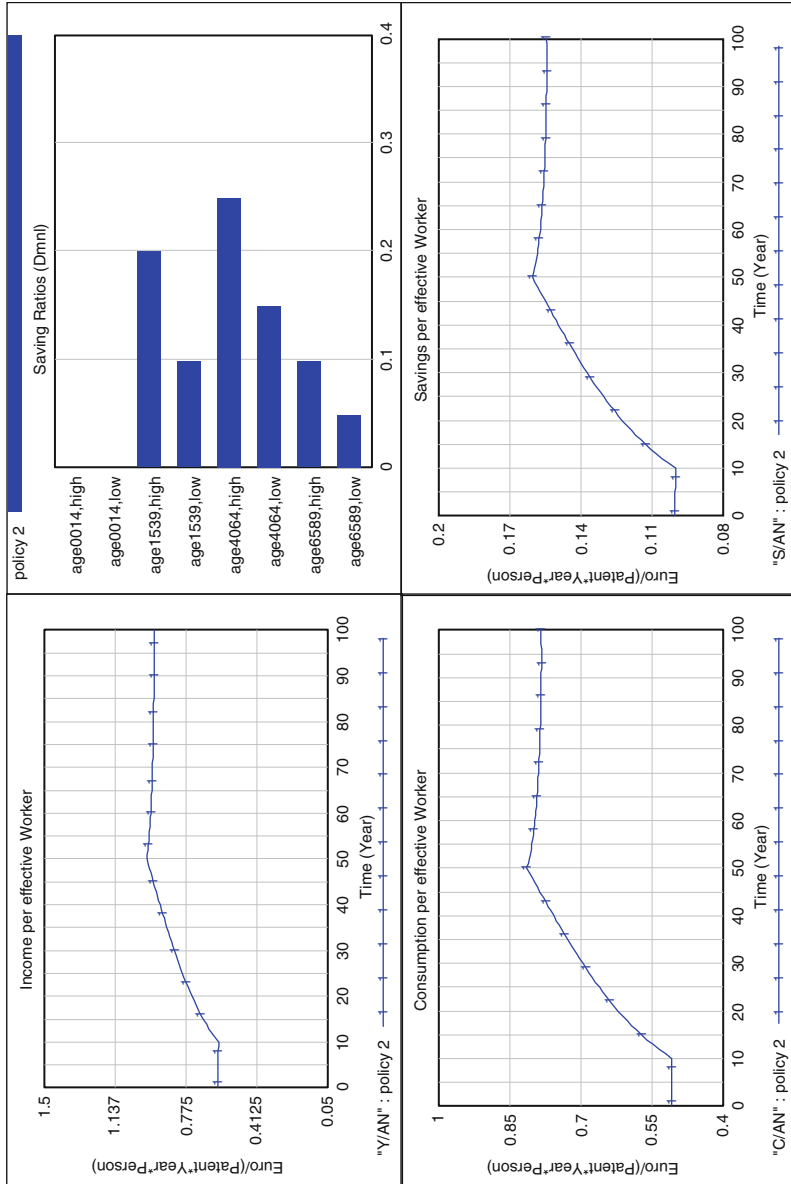 Income per effective Worker
Euro/(Patent*Year*Person)
1.5
1.137
0.775
0.4125
0.05
0 10 20 30 40 50 60 70 80 90 100
Time (Year)
"Y/AN" : policy 2
policy 2
Saving Ratios (Dmnl)
age0014,high
age0014,low
age1539,high
age1539,low
age4064,high
age4064,low
age6589,high
age6589,low
0 0.1 0.2 0.3 0.4
Consumption per effective Worker
Euro/(Patent*Year*Person)
1
0.85
0.7
0.55
0.4
0 10 20 30 40 50 60 70 80 90 100
Time (Year)
"C/AN" : policy 2
Savings per effective Worker
Euro/(Patent*Year*Person)
0.2
0.17
0.14
0.11
0.08
0 10 20 30 40 50 60 70 80 90 100
Time (Year)
"S/AN" : policy 2